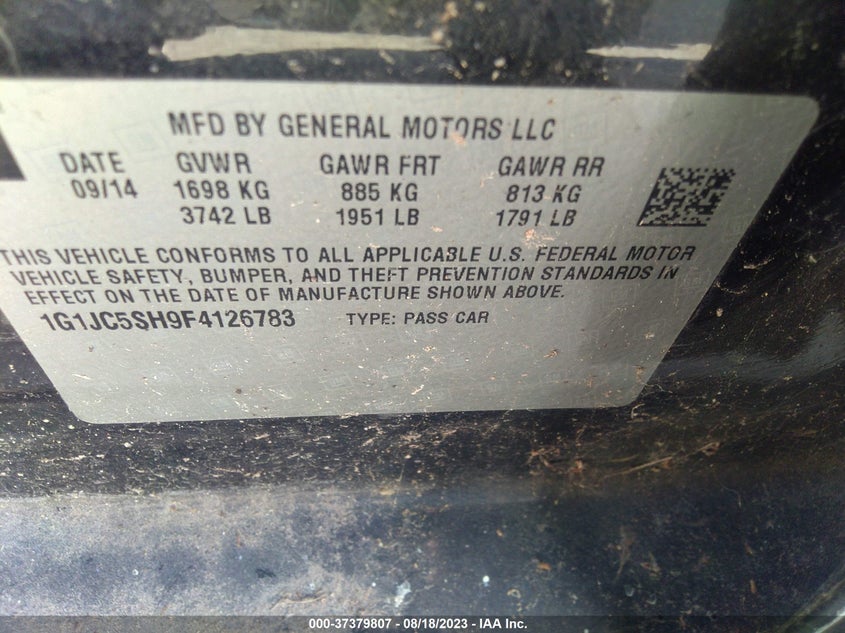 MFD BY GENERAL MOTORS LLC
DATE GVWR GAWR FRT GAWR RR
09/14 1698 KG 885 KG 813 KG
3742 LB 1951 LB 1791 LB
THIS VEHICLE CONFORMS TO ALL APPLICABLE U.S. FEDERAL MOTOR
VEHICLE SAFETY, BUMPER, AND THEFT PREVENTION STANDARDS IN
EFFECT ON THE DATE OF MANUFACTURE SHOWN ABOVE.
1G1JC5SH9F4126783 TYPE: PASS CAR
000-37379807 - 08/18/2023 - IAA Inc.